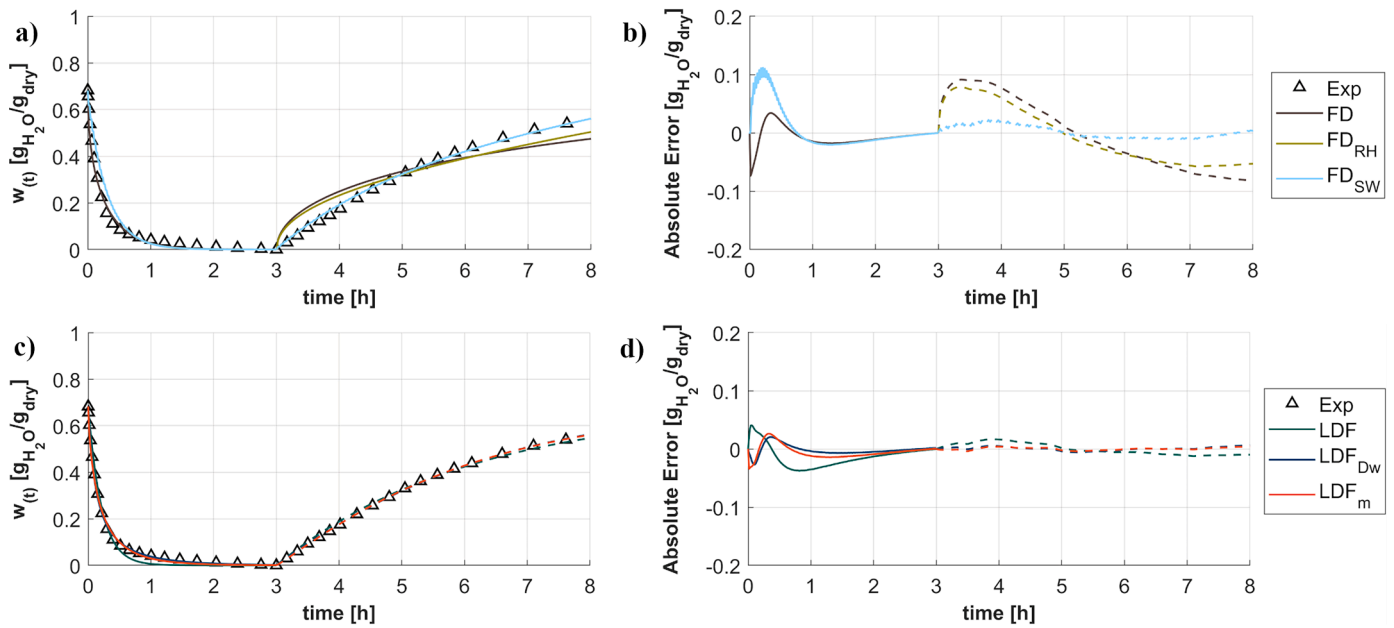 a)
w(t) [gH2O/gdry]
1
0.8
0.6
0.4
0.2
0
0 1 2 3 4 5 6 7 8
time [h]
b)
Absolute Error [gH2O/gdry]
0.2
0.1
0
-0.1
-0.2
0 1 2 3 4 5 6 7 8
time [h]
Exp
FD
FDRH
FDSW
c)
w(t) [gH2O/gdry]
1
0.8
0.6
0.4
0.2
0
0 1 2 3 4 5 6 7 8
time [h]
d)
Absolute Error [gH2O/gdry]
0.2
0.1
0
-0.1
-0.2
0 1 2 3 4 5 6 7 8
time [h]
Exp
LDF
LDFDw
LDFm